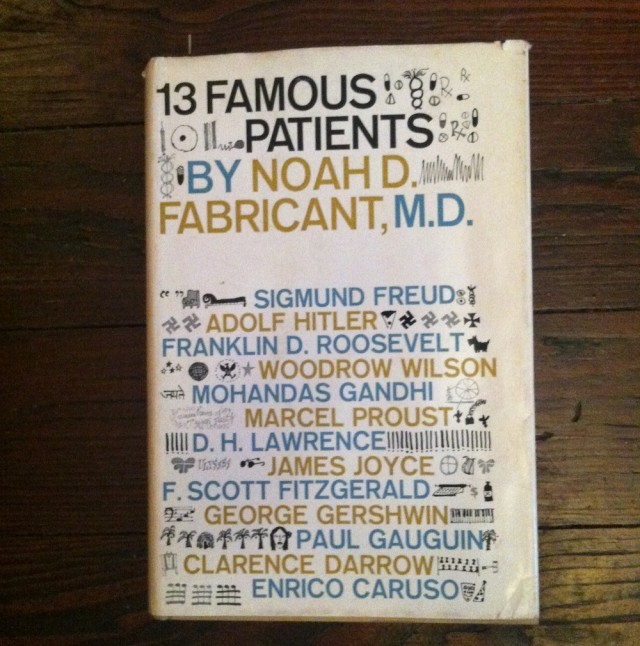 13 FAMOUS
PATIENTS
BY NOAH D.
FABRICANT, M.D.
SIGMUND FREUD
ADOLF HITLER
FRANKLIN D. ROOSEVELT
WOODROW WILSON
MOHANDAS GANDHI
MARCEL PROUST
D. H. LAWRENCE
JAMES JOYCE
F. SCOTT FITZGERALD
GEORGE GERSHWIN
PAUL GAUGUIN
CLARENCE DARROW
ENRICO CARUSO